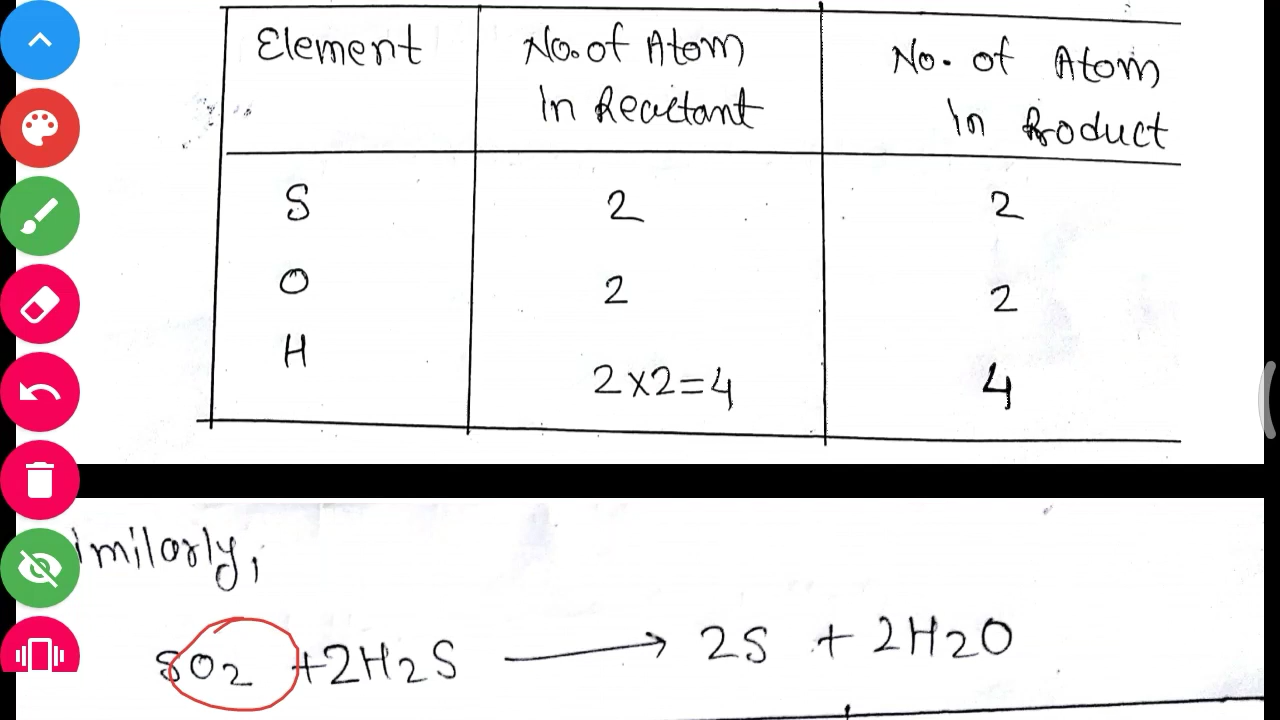 Element No. of Atom No. of Atom
In Reactant In Product
S 2 2
O 2 2
H 2x2=4 4
imilarly,
SO2 +2H2S → 2S + 2H2O